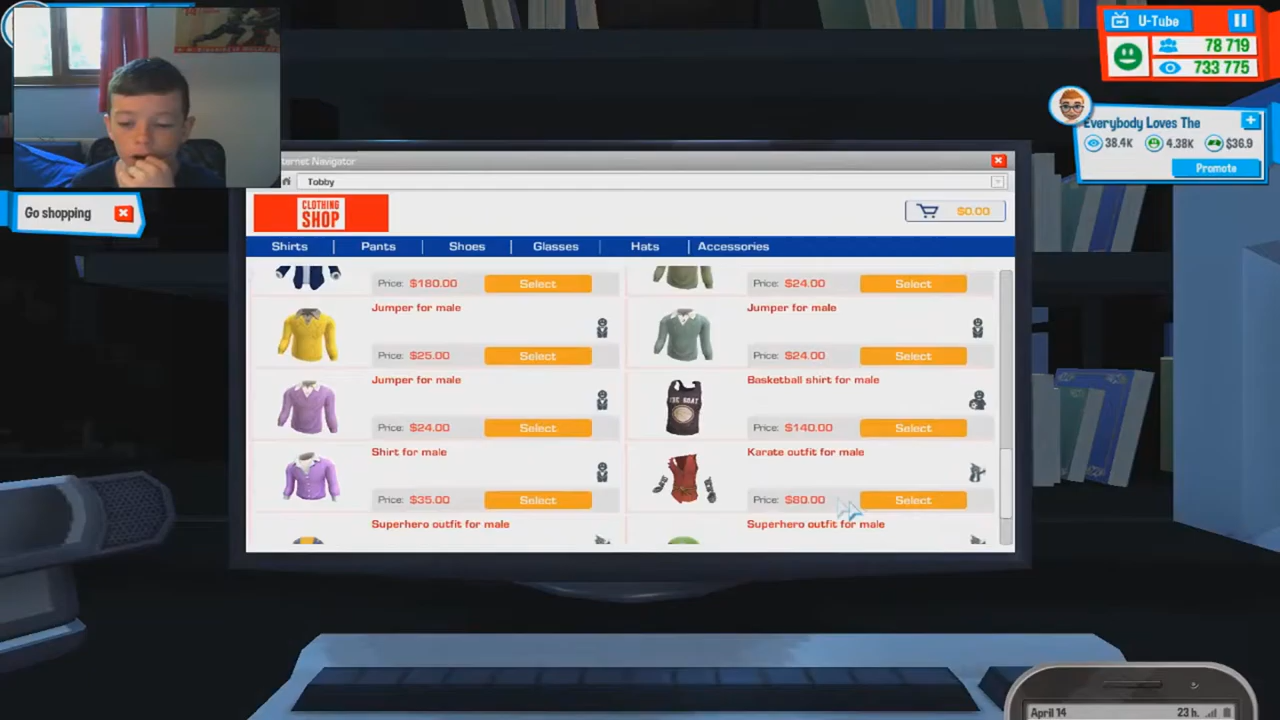 U-Tube
78 719
733 775
Everybody Loves The
38.4K 4.38K $36.9
Promote
Go shopping
ternet Navigator
Tobby
CLOTHING
SHOP
$0.00
Shirts Pants Shoes Glasses Hats Accessories
Price: $180.00 Select
Price: $24.00 Select
Jumper for male
Price: $25.00 Select
Jumper for male
Price: $24.00 Select
Jumper for male
Price: $24.00 Select
Basketball shirt for male
THE GOAT
Price: $140.00 Select
Shirt for male
Price: $35.00 Select
Karate outfit for male
Price: $80.00 Select
Superhero outfit for male
Superhero outfit for male
April 14 23 h.